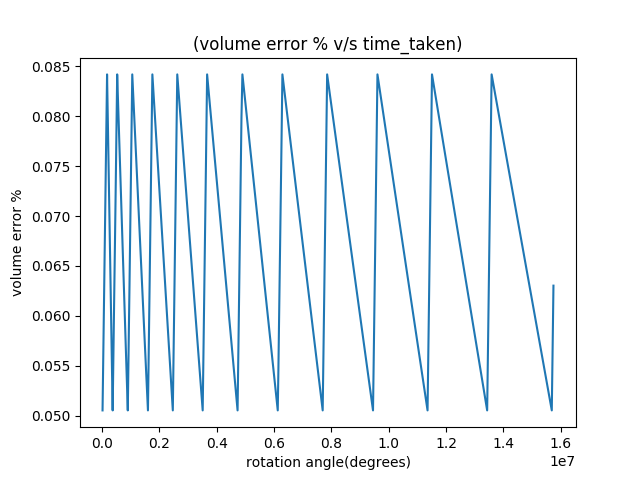 (volume error % v/s time_taken)
0.085
0.080
0.075
0.070
0.065
0.060
0.055
0.050
volume error %
0.0 0.2 0.4 0.6 0.8 1.0 1.2 1.4 1.6
1e7
rotation angle(degrees)